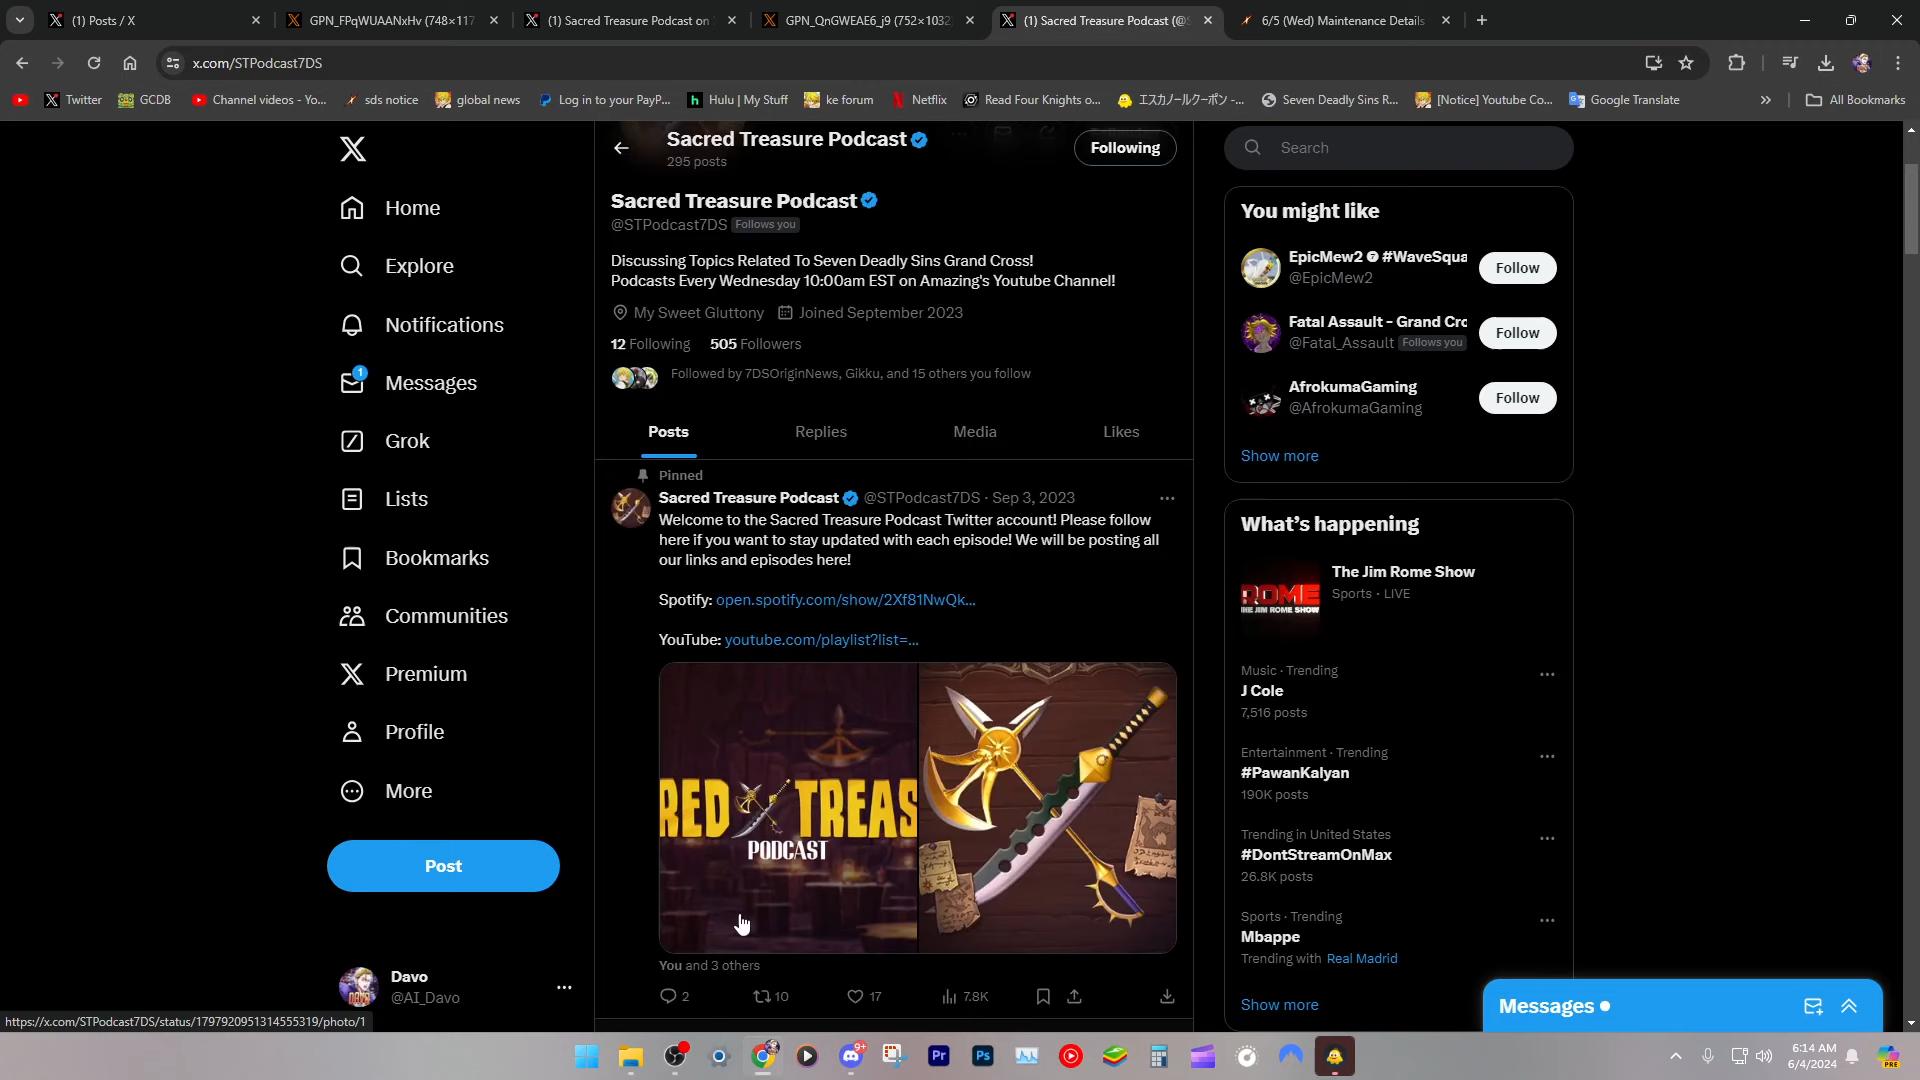 (1) Posts / X
GPN_FPqWUAANxHv (748×117
(1) Sacred Treasure Podcast on
GPN_QnGWEAE6_j9 (752×1032
(1) Sacred Treasure Podcast (@S
6/5 (Wed) Maintenance Details
x.com/STPodcast7DS
Twitter
GCDB
Channel videos - Yo...
sds notice
global news
Log in to your PayP...
Hulu | My Stuff
ke forum
Netflix
Read Four Knights o...
エスカノールクーポン -...
Seven Deadly Sins R...
[Notice] Youtube Co...
Google Translate
All Bookmarks
Home
Explore
Notifications
1
Messages
Grok
Lists
Bookmarks
Communities
Premium
Profile
More
Post
Davo
@AI_Davo
Sacred Treasure Podcast
295 posts
Following
Sacred Treasure Podcast
@STPodcast7DS Follows you
Discussing Topics Related To Seven Deadly Sins Grand Cross!
Podcasts Every Wednesday 10:00am EST on Amazing's Youtube Channel!
My Sweet Gluttony Joined September 2023
12 Following 505 Followers
Followed by 7DSOriginNews, Gikku, and 15 others you follow
Posts
Replies
Media
Likes
Pinned
Sacred Treasure Podcast @STPodcast7DS · Sep 3, 2023
Welcome to the Sacred Treasure Podcast Twitter account! Please follow
here if you want to stay updated with each episode! We will be posting all
our links and episodes here!
Spotify: open.spotify.com/show/2Xf81NwQk...
YouTube: youtube.com/playlist?list=...
RED TREAS
PODCAST
You and 3 others
2
10
17
7.8K
Search
You might like
EpicMew2 #WaveSqua
@EpicMew2
Follow
Fatal Assault - Grand Cro
@Fatal_Assault Follows you
Follow
AfrokumaGaming
@AfrokumaGaming
Follow
Show more
What's happening
The Jim Rome Show
Sports · LIVE
ROME
THE JIM ROME SHOW
Music · Trending
J Cole
7,516 posts
Entertainment · Trending
#PawanKalyan
190K posts
Trending in United States
#DontStreamOnMax
26.8K posts
Sports · Trending
Mbappe
Trending with Real Madrid
Show more
Messages
https://x.com/STPodcast7DS/status/1797920951314555319/photo/1
9+
Pr
Ps
6:14 AM
6/4/2024
PRE